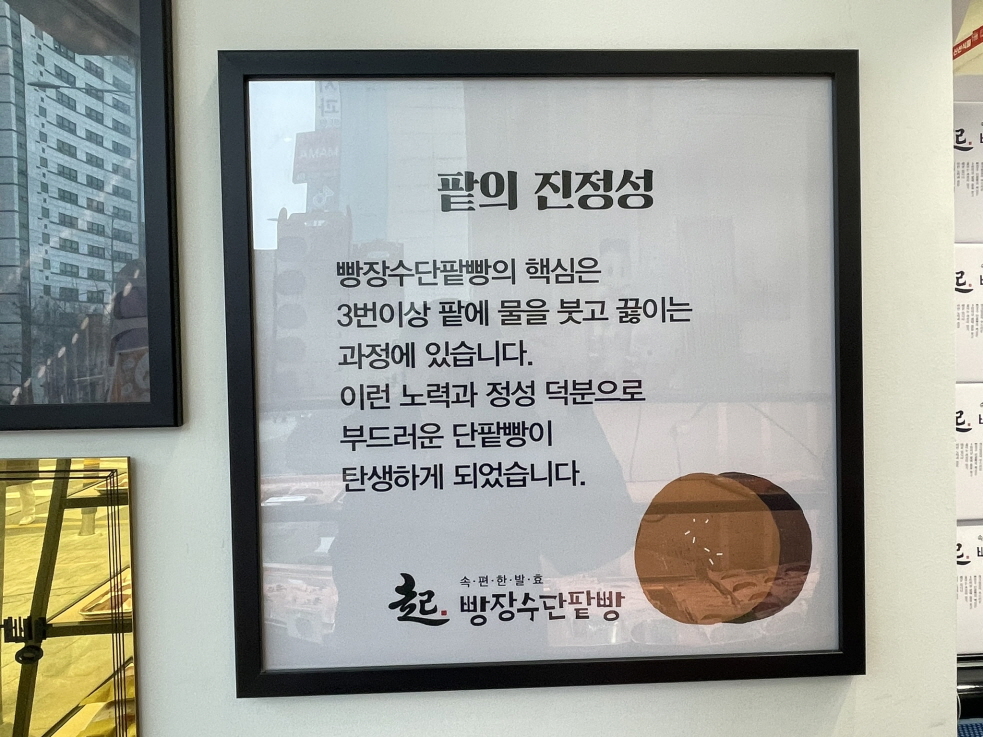 팥의 진정성
빵장수단팥빵의 핵심은
3번이상 팥에 물을 붓고 끓이는
과정에 있습니다.
이런 노력과 정성 덕분으로
부드러운 단팥빵이
탄생하게 되었습니다.
속·편·한·발·효
起. 빵장수단팥빵